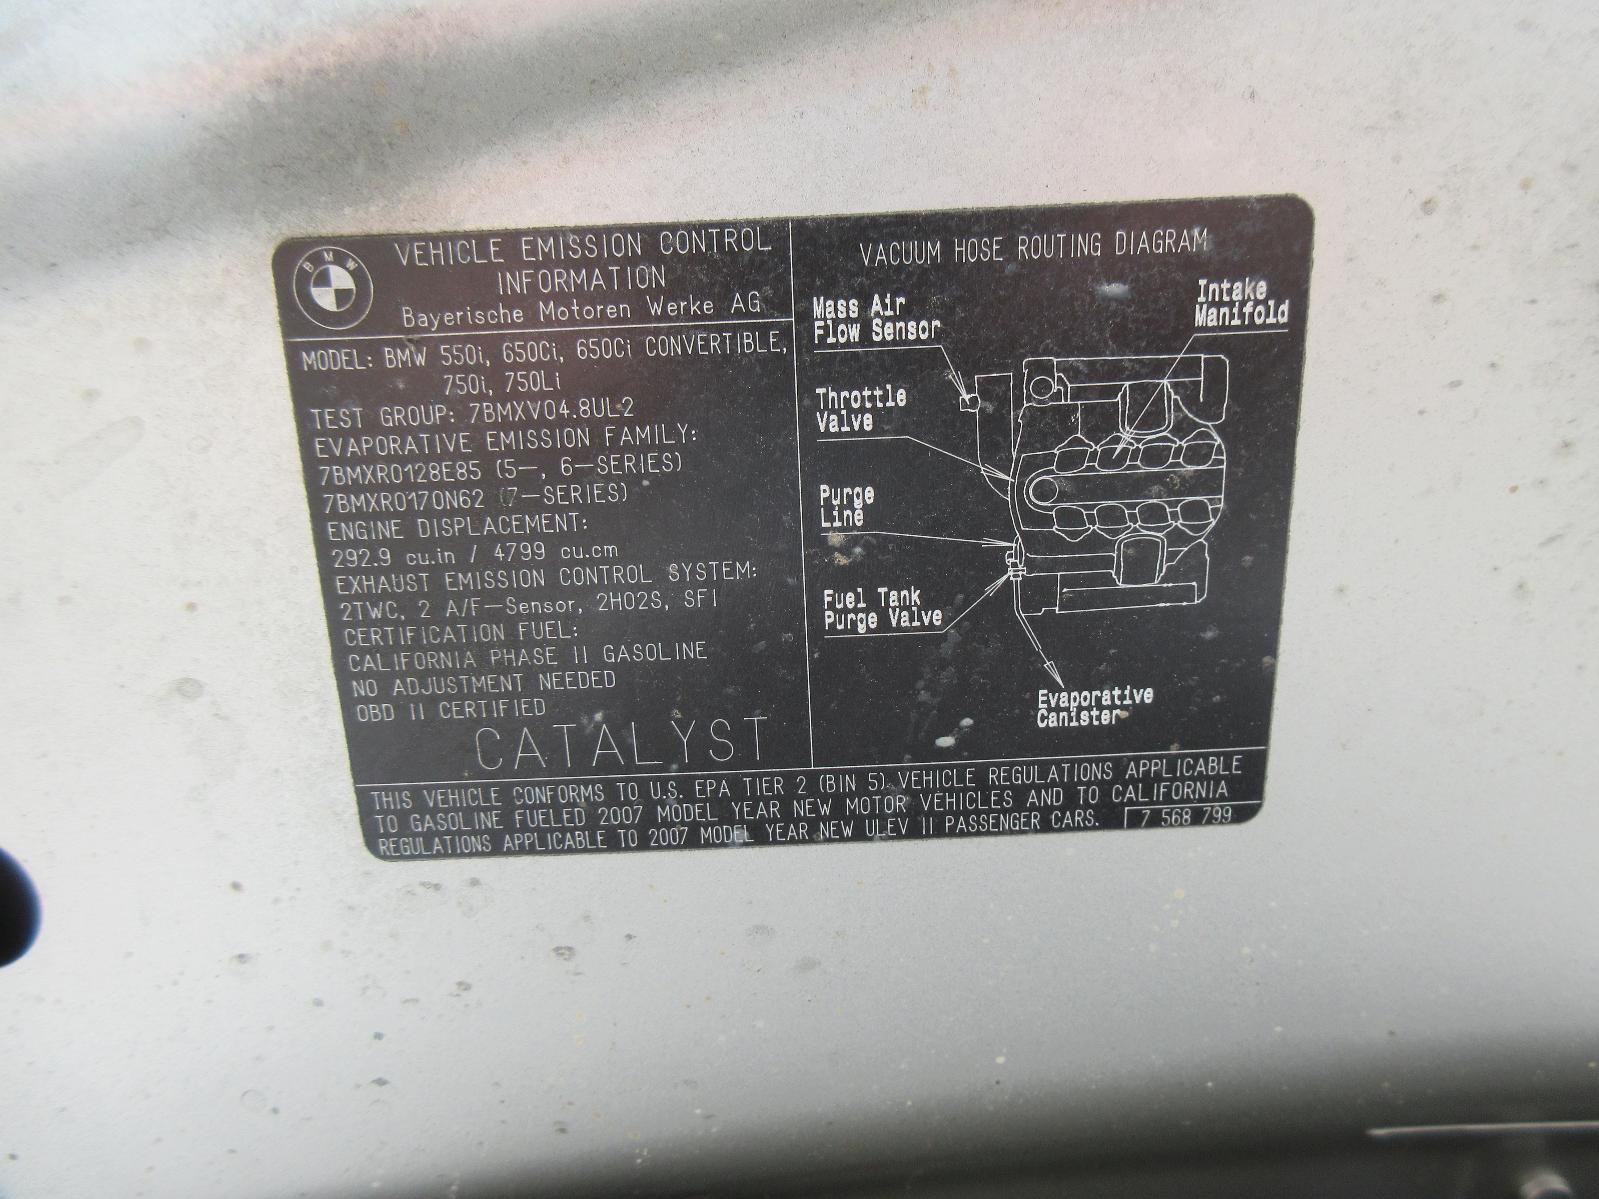 BMW
VEHICLE EMISSION CONTROL
INFORMATION
Bayerische Motoren Werke AG
MODEL: BMW 550i, 650Ci, 650Ci CONVERTIBLE,
750i, 750Li
TEST GROUP: 7BMXV04.8UL2
EVAPORATIVE EMISSION FAMILY:
7BMXR0128E85 (5-, 6-SERIES)
7BMXR0170N62 (7-SERIES)
ENGINE DISPLACEMENT:
292.9 cu.in / 4799 cu.cm
EXHAUST EMISSION CONTROL SYSTEM:
2TWC, 2 A/F-Sensor, 2HO2S, SFI
CERTIFICATION FUEL:
CALIFORNIA PHASE II GASOLINE
NO ADJUSTMENT NEEDED
OBD II CERTIFIED
CATALYST
VACUUM HOSE ROUTING DIAGRAM
Mass Air
Flow Sensor
Intake
Manifold
Throttle
Valve
Purge
Line
Fuel Tank
Purge Valve
Evaporative
Canister
THIS VEHICLE CONFORMS TO U.S. EPA TIER 2 (BIN 5) VEHICLE REGULATIONS APPLICABLE
TO GASOLINE FUELED 2007 MODEL YEAR NEW MOTOR VEHICLES AND TO CALIFORNIA
REGULATIONS APPLICABLE TO 2007 MODEL YEAR NEW ULEV II PASSENGER CARS.
7 568 799